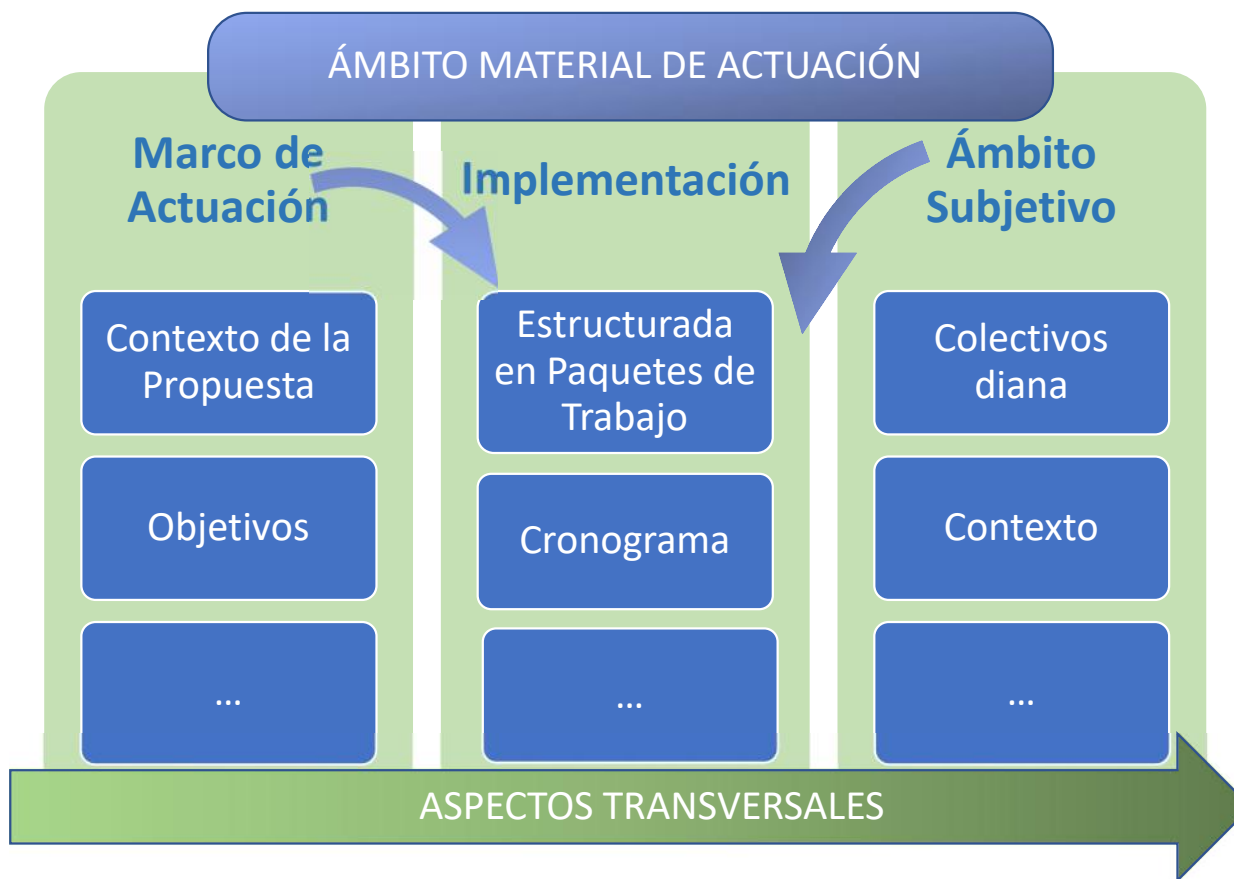 ÁMBITO MATERIAL DE ACTUACIÓN
Marco de
Actuación
Contexto de la
Propuesta
Objetivos
...
Implementación
Estructurada
en Paquetes de
Trabajo
Cronograma
...
Ámbito
Subjetivo
Colectivos
diana
Contexto
...
ASPECTOS TRANSVERSALES